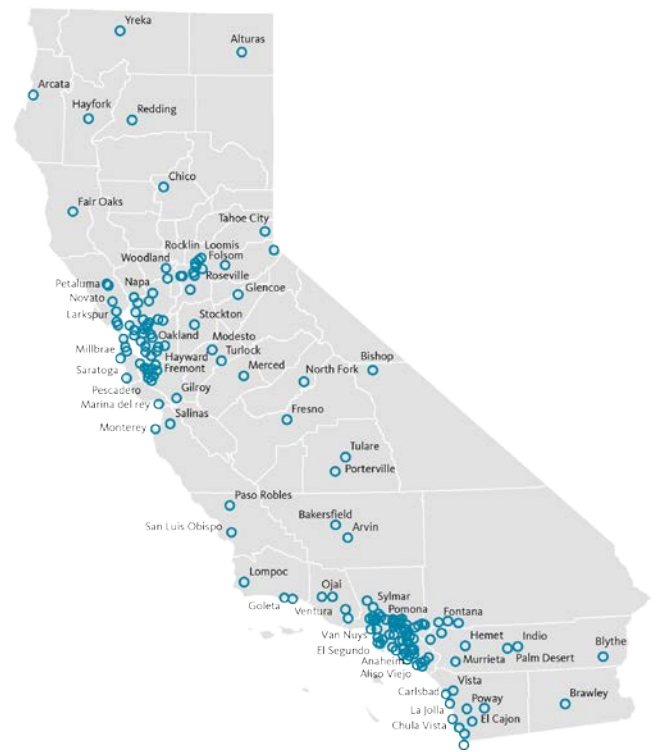 Yreka
Alturas
Arcata
Hayfork
Redding
Chico
Fair Oaks
Tahoe City
Rocklin Loomis
Woodland
Folsom
Roseville
Petaluma
Napa
Glencoe
Novato
Larkspur
Stockton
Oakland
Modesto
Millbrae
Hayward
Turlock
Bishop
Saratoga
Fremont
Merced
North Fork
Pescadero
Gilroy
Marina del rey
Salinas
Fresno
Monterey
Tulare
Porterville
Paso Robles
San Luis Obispo
Bakersfield
Arvin
Lompoc
Ojai
Sylmar
Goleta
Ventura
Pomona
Fontana
Van Nuys
Hemet
Indio
El Segundo
Blythe
Anaheim
Murrieta
Palm Desert
Aliso Viejo
Vista
Carlsbad
Poway
Brawley
La Jolla
El Cajon
Chula Vista